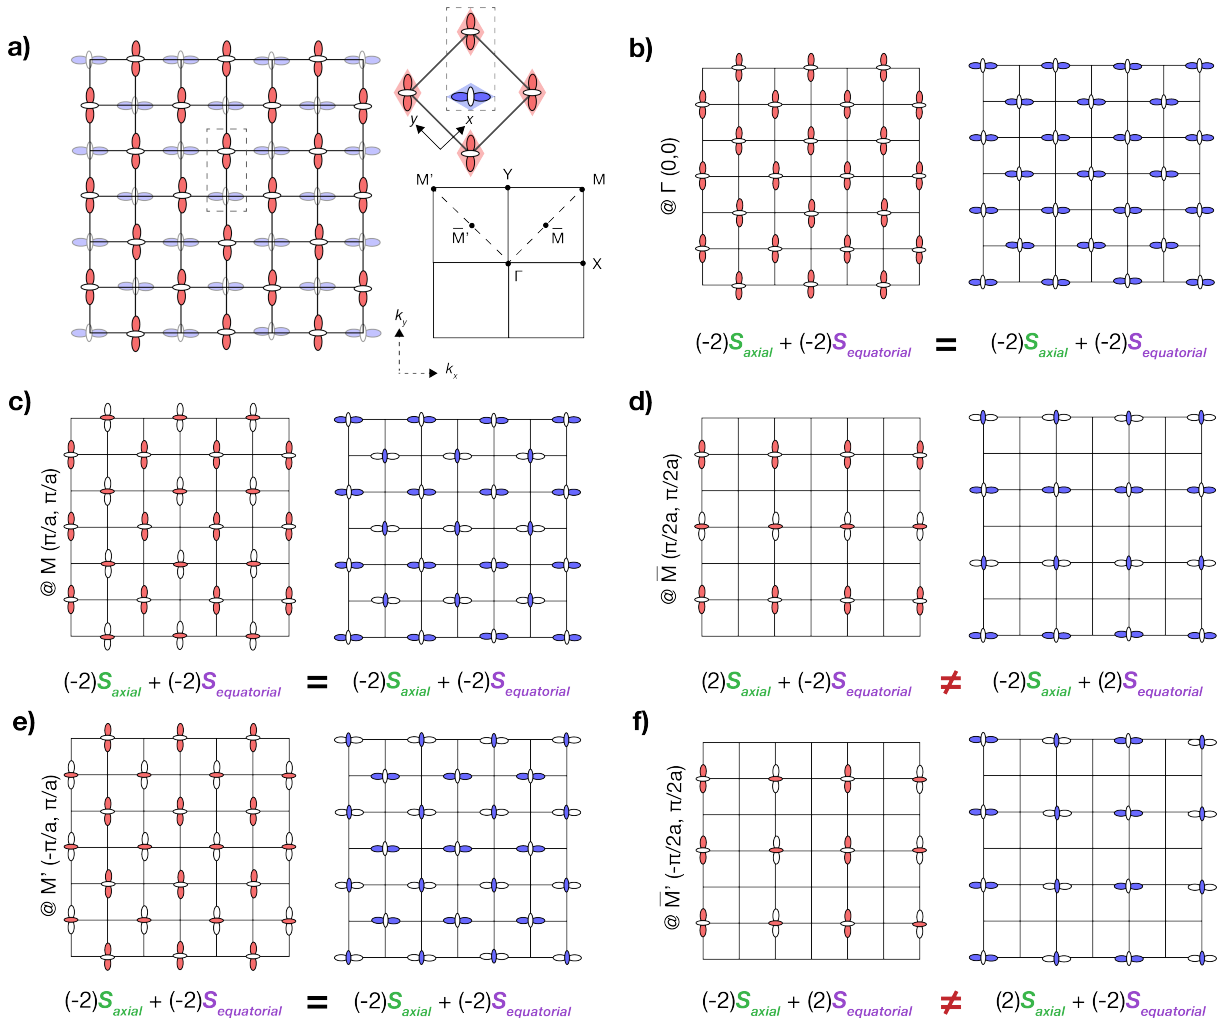 a)
y
x
M'
Y
M
M̅'
M̅
Γ
X
k_y
k_x
b)
@ Γ (0,0)
(-2)S_axial + (-2)S_equatorial = (-2)S_axial + (-2)S_equatorial
c)
@ M (π/a, π/a)
(-2)S_axial + (-2)S_equatorial = (-2)S_axial + (-2)S_equatorial
d)
@ M̅ (π/2a, π/2a)
(2)S_axial + (-2)S_equatorial ≠ (-2)S_axial + (2)S_equatorial
e)
@ M' (-π/a, π/a)
(-2)S_axial + (-2)S_equatorial = (-2)S_axial + (-2)S_equatorial
f)
@ M̅' (-π/2a, π/2a)
(-2)S_axial + (2)S_equatorial ≠ (2)S_axial + (-2)S_equatorial